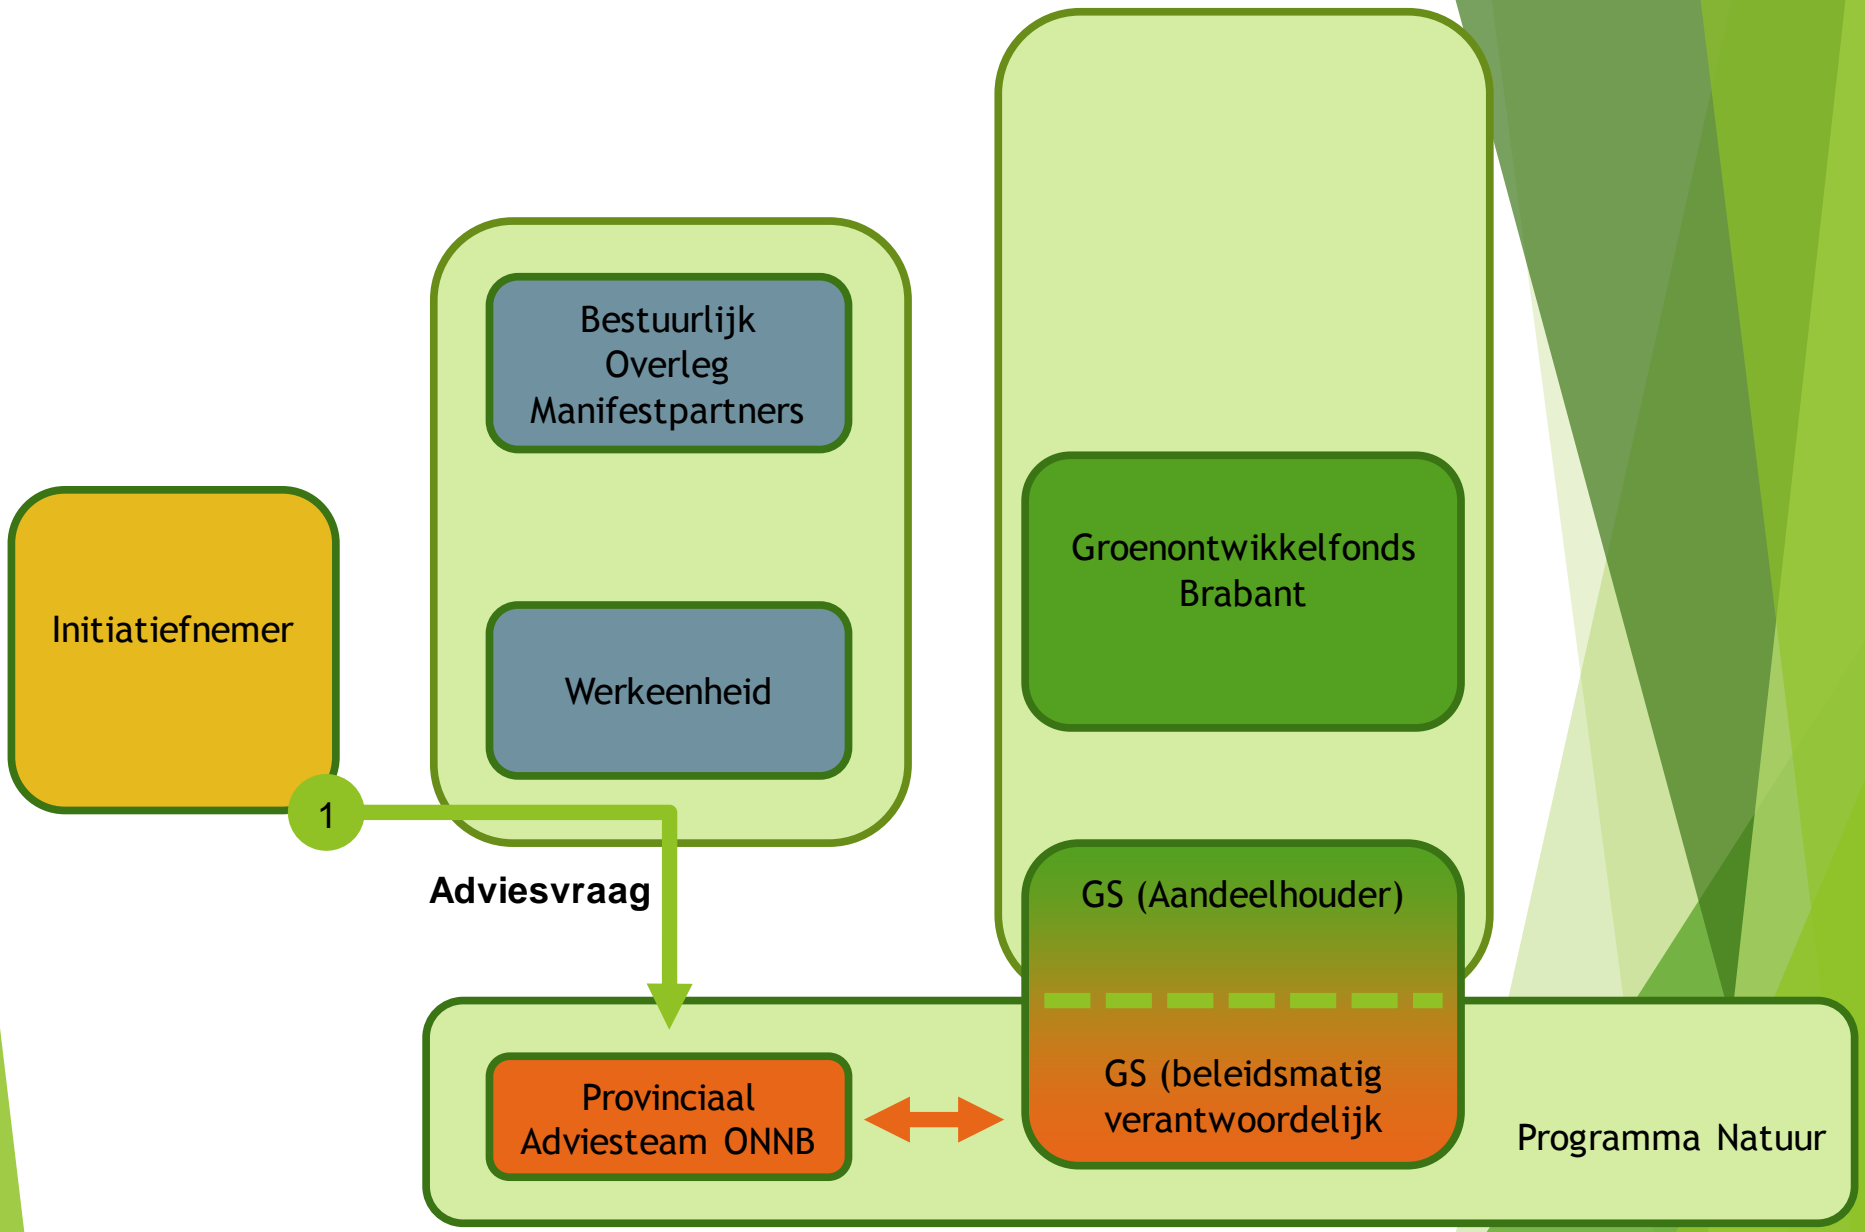 Bestuurlijk
Overleg
Manifestpartners
Groenontwikkelfonds
Brabant
Initiatiefnemer
Werkeenheid
1
Adviesvraag
GS (Aandeelhouder)
GS (beleidsmatig
verantwoordelijk
Provinciaal
Adviesteam ONNB
Programma Natuur